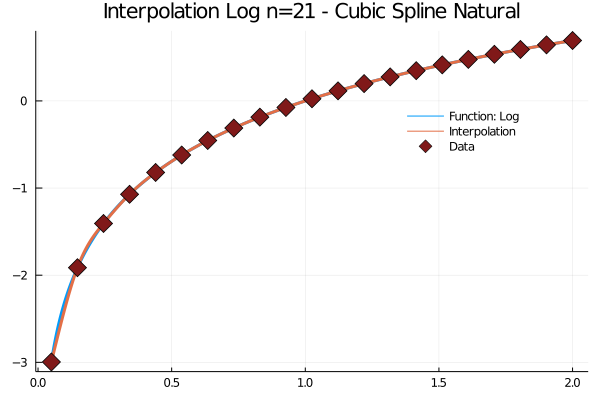 Interpolation Log n=21 - Cubic Spline Natural
0
Function: Log
Interpolation
Data
−1
−2
−3
0.0 0.5 1.0 1.5 2.0